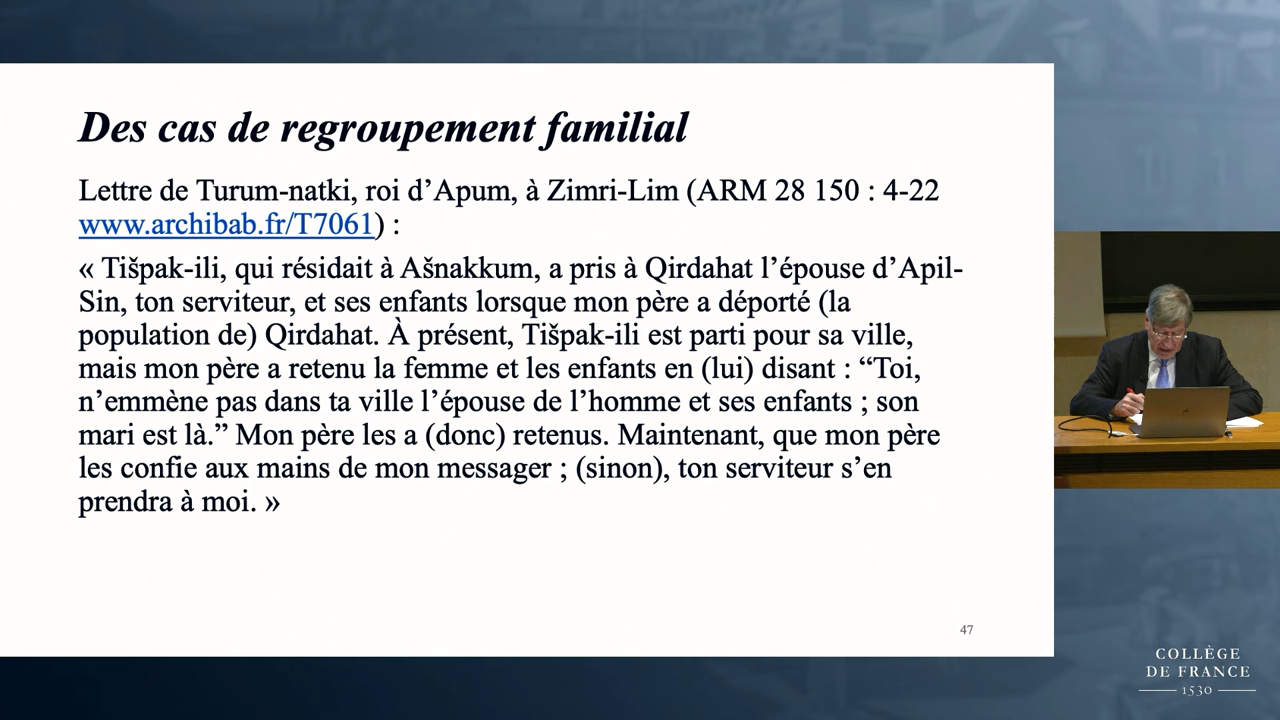 Des cas de regroupement familial
Lettre de Turum-natki, roi d’Apum, à Zimri-Lim (ARM 28 150 : 4-22
www.archibab.fr/T7061) :
« Tišpak-ili, qui résidait à Ašnakkum, a pris à Qirdahat l’épouse d’Apil-
Sin, ton serviteur, et ses enfants lorsque mon père a déporté (la
population de) Qirdahat. À présent, Tišpak-ili est parti pour sa ville,
mais mon père a retenu la femme et les enfants en (lui) disant : “Toi,
n’emmène pas dans ta ville l’épouse de l’homme et ses enfants ; son
mari est là.” Mon père les a (donc) retenus. Maintenant, que mon père
les confie aux mains de mon messager ; (sinon), ton serviteur s’en
prendra à moi. »
47
COLLÈGE
DE FRANCE
1530